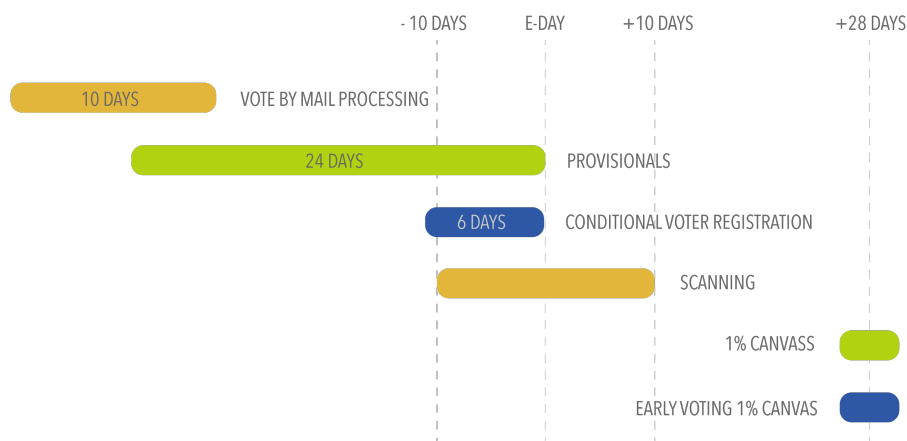 - 10 DAYS E-DAY +10 DAYS +28 DAYS
10 DAYS VOTE BY MAIL PROCESSING
24 DAYS PROVISIONALS
6 DAYS CONDITIONAL VOTER REGISTRATION
SCANNING
1% CANVASS
EARLY VOTING 1% CANVAS